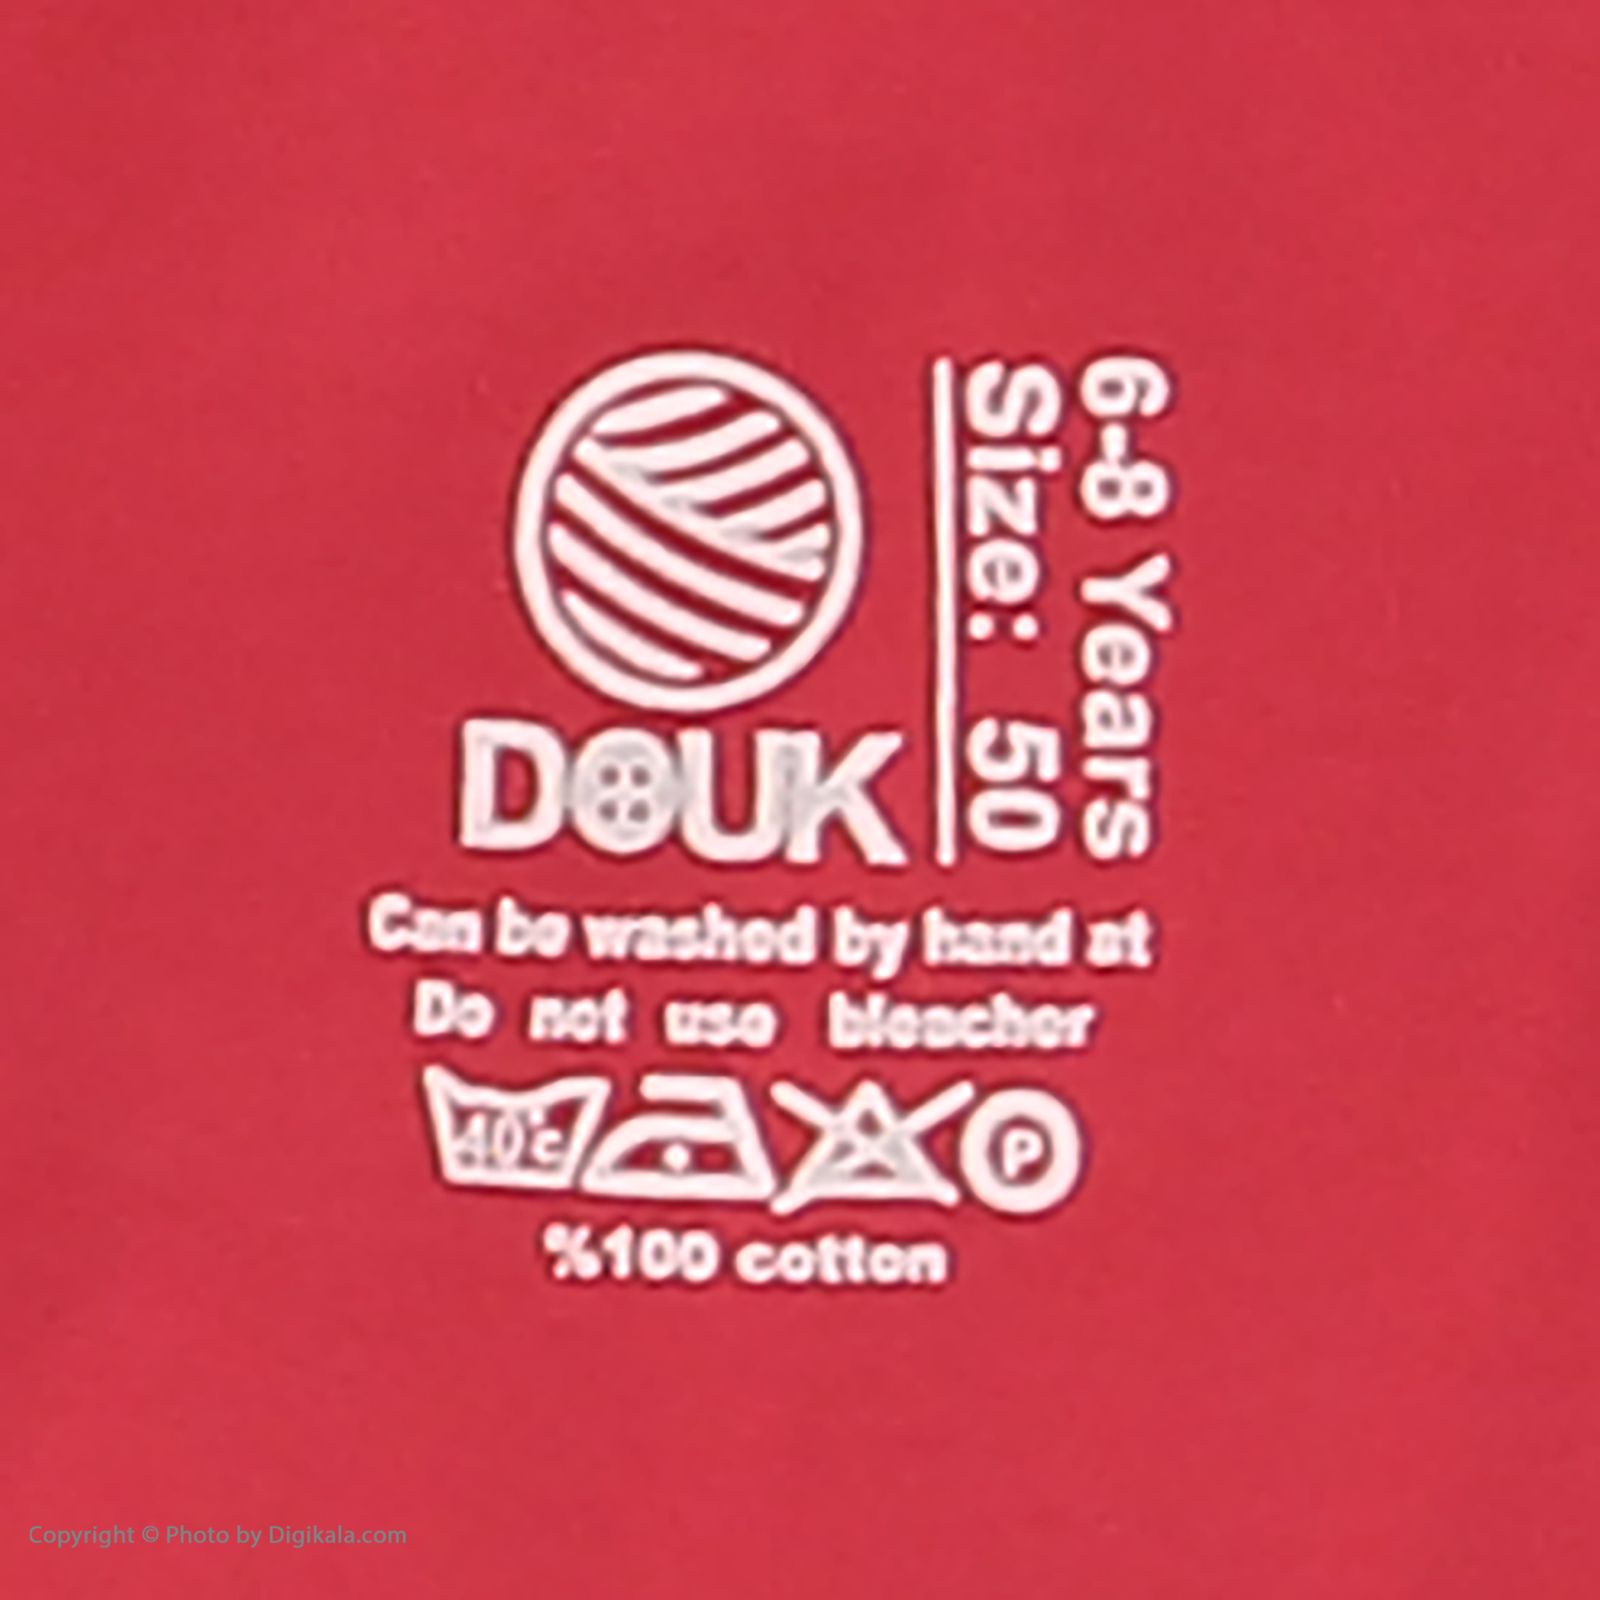 6-8 Years
Size: 50
DOUK
Can be washed by hand at
Do not use bleacher
40°c
P
%100 cotton
Copyright © Photo by Digikala.com